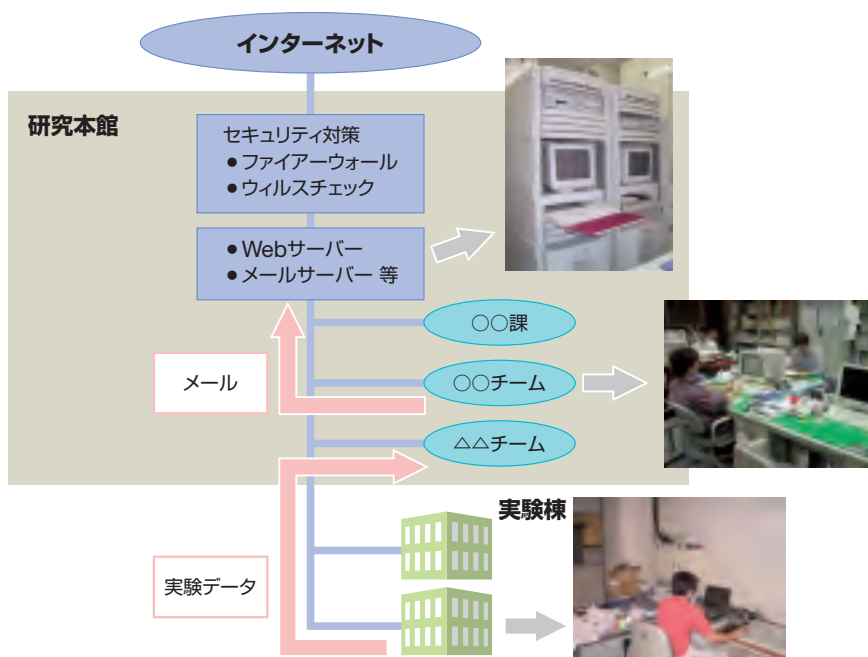 インターネット
研究本館
セキュリティ対策
●ファイアーウォール
●ウィルスチェック
●Webサーバー
●メールサーバー 等
○○課
メール
○○チーム
△△チーム
実験棟
実験データ